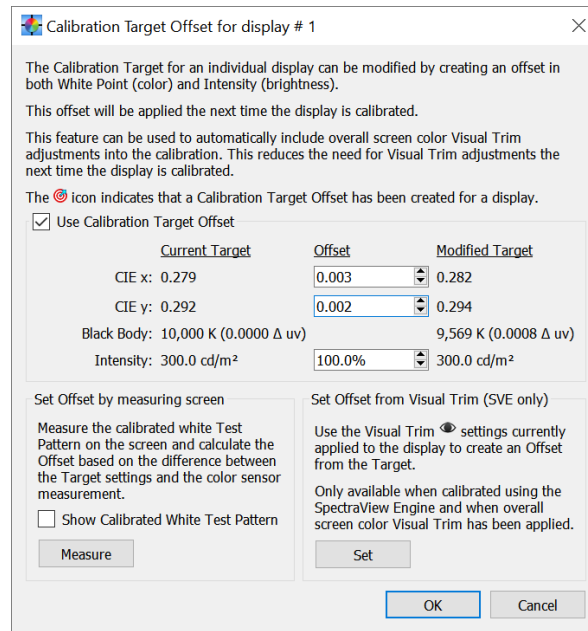 Calibration Target Offset for display # 1
The Calibration Target for an individual display can be modified by creating an offset in
both White Point (color) and Intensity (brightness).
This offset will be applied the next time the display is calibrated.
This feature can be used to automatically include overall screen color Visual Trim
adjustments into the calibration. This reduces the need for Visual Trim adjustments the
next time the display is calibrated.
The icon indicates that a Calibration Target Offset has been created for a display.
Use Calibration Target Offset
Current Target Offset Modified Target
CIE x: 0.279 0.003 0.282
CIE y: 0.292 0.002 0.294
Black Body: 10,000 K (0.0000 Δ uv) 9,569 K (0.0008 Δ uv)
Intensity: 300.0 cd/m² 100.0% 300.0 cd/m²
Set Offset by measuring screen
Measure the calibrated white Test
Pattern on the screen and calculate the
Offset based on the difference between
the Target settings and the color sensor
measurement.
Show Calibrated White Test Pattern
Measure
Set Offset from Visual Trim (SVE only)
Use the Visual Trim settings currently
applied to the display to create an Offset
from the Target.
Only available when calibrated using the
SpectraView Engine and when overall
screen color Visual Trim has been applied.
Set
OK Cancel